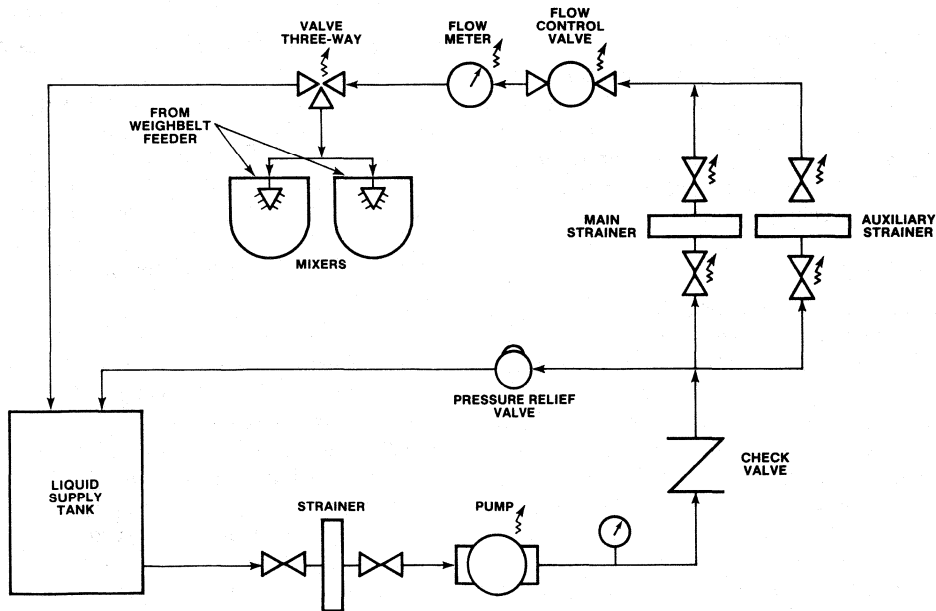 VALVE
THREE-WAY
FLOW
METER
FLOW
CONTROL
VALVE
FROM
WEIGHBELT
FEEDER
MIXERS
MAIN
STRAINER
AUXILIARY
STRAINER
PRESSURE RELIEF
VALVE
CHECK
VALVE
LIQUID
SUPPLY
TANK
STRAINER
PUMP